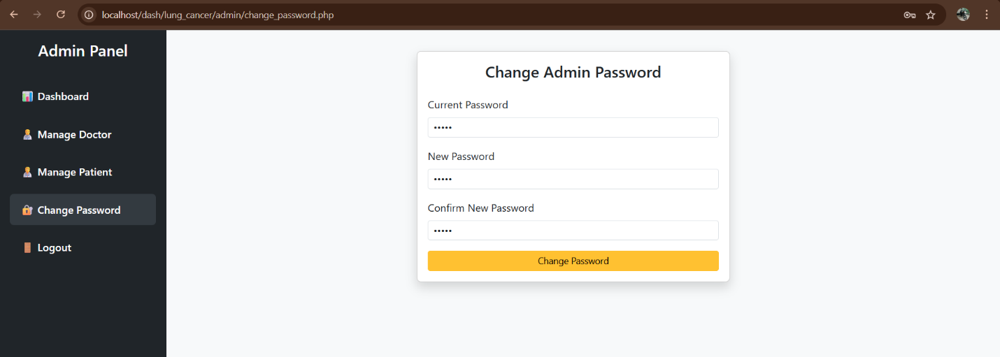 localhost/dash/lung_cancer/admin/change_password.php
Admin Panel
Dashboard
Manage Doctor
Manage Patient
Change Password
Logout
Change Admin Password
Current Password
•••••
New Password
•••••
Confirm New Password
•••••
Change Password